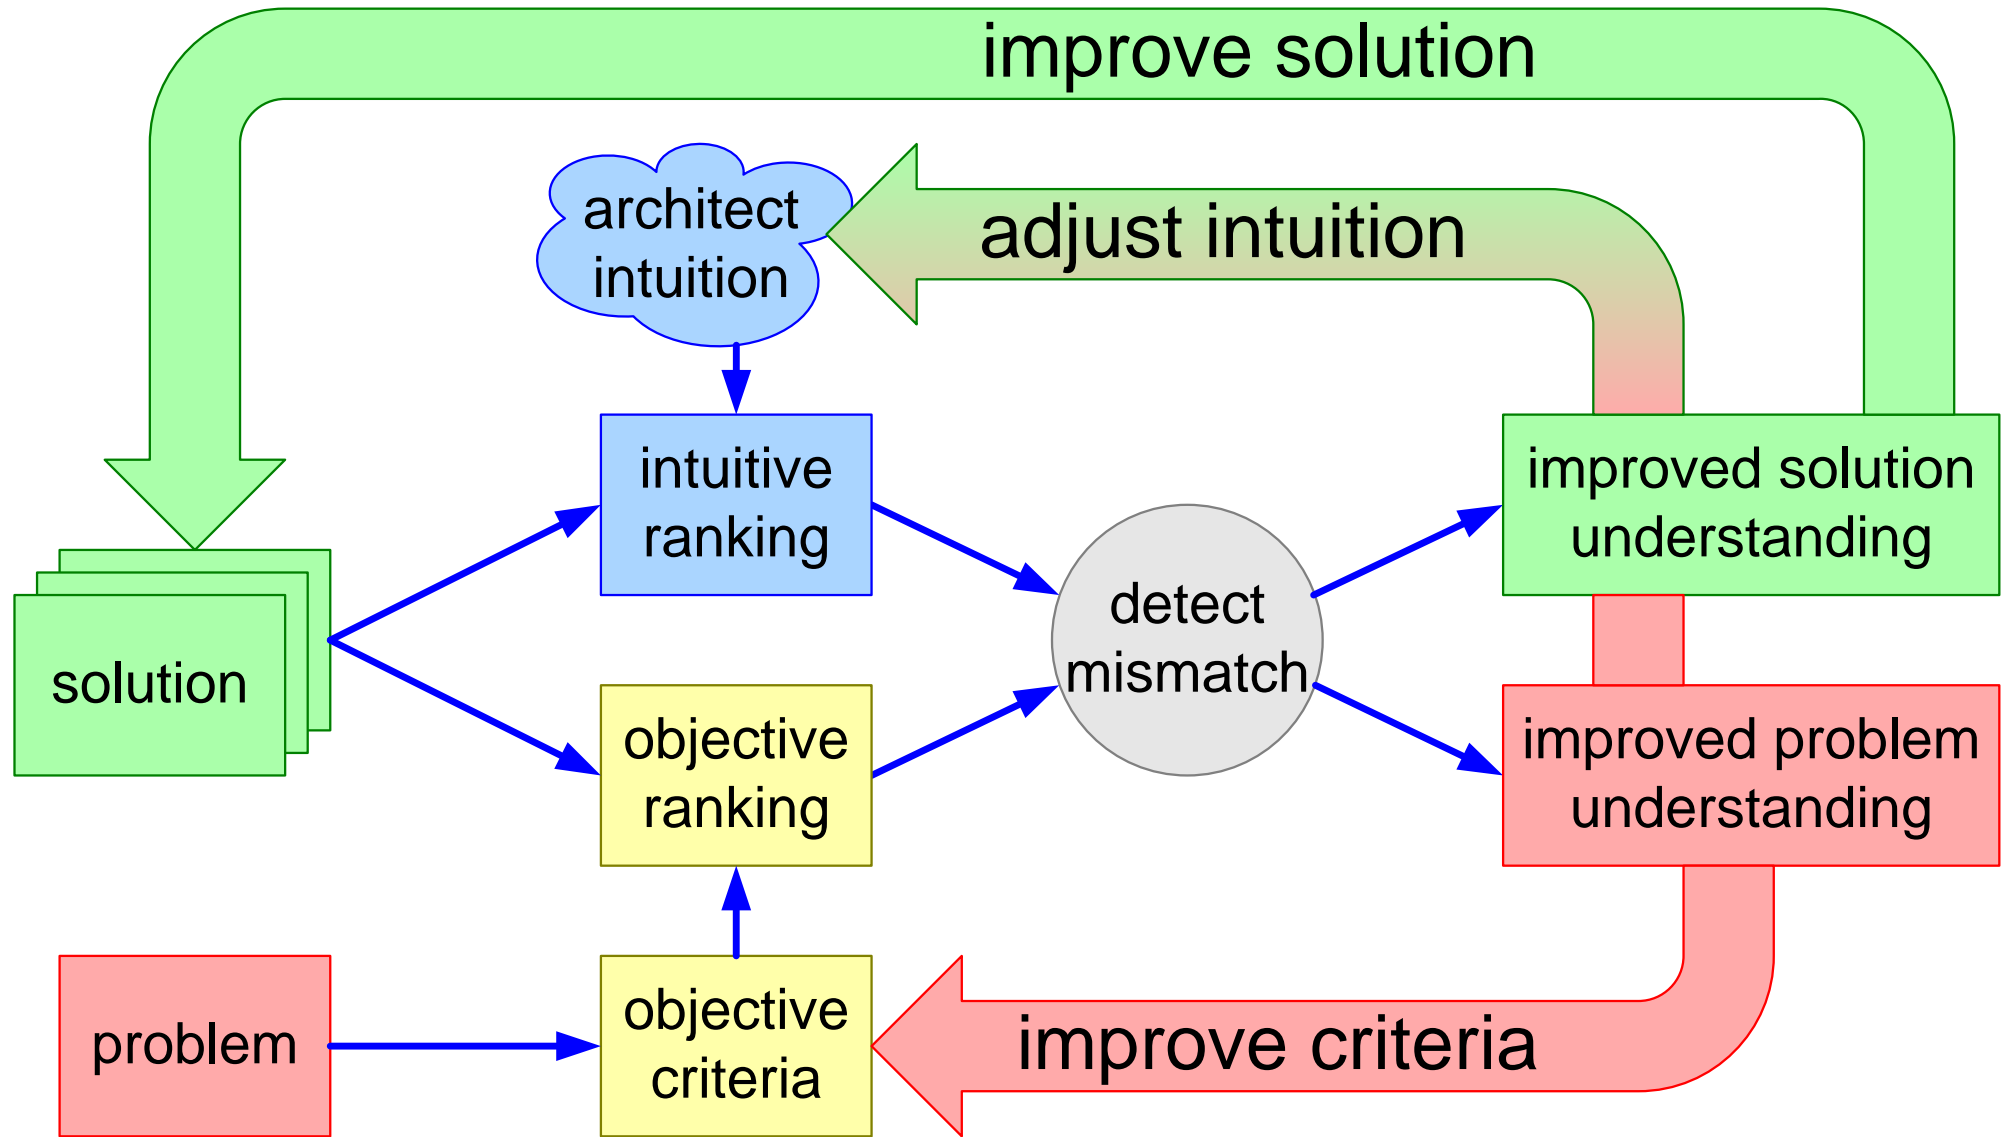 improve solution
architect
intuition
adjust intuition
intuitive
ranking
improved solution
understanding
detect
mismatch
solution
objective
ranking
improved problem
understanding
problem
objective
criteria
improve criteria